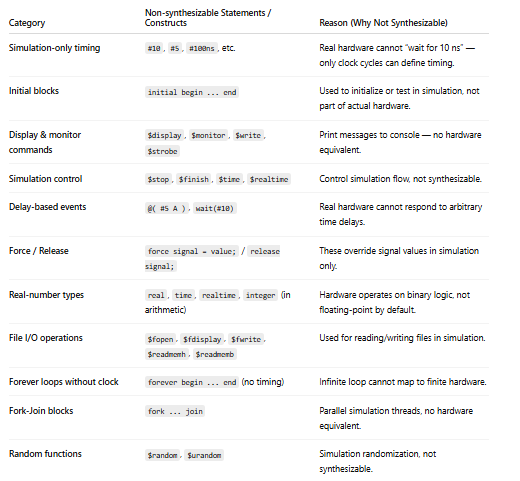 Category
Non-synthesizable Statements /
Constructs
Reason (Why Not Synthesizable)
Simulation-only timing
#10, #5, #100ns, etc.
Real hardware cannot “wait for 10 ns” —
only clock cycles can define timing.
Initial blocks
initial begin ... end
Used to initialize or test in simulation, not
part of actual hardware.
Display & monitor
commands
$display, $monitor, $write,
$strobe
Print messages to console — no hardware
equivalent.
Simulation control
$stop, $finish, $time, $realtime
Control simulation flow, not synthesizable.
Delay-based events
@( #5 A ), wait(#10)
Real hardware cannot respond to arbitrary
time delays.
Force / Release
force signal = value; / release
signal;
These override signal values in simulation
only.
Real-number types
real, time, realtime, integer (in
arithmetic)
Hardware operates on binary logic, not
floating-point by default.
File I/O operations
$fopen, $fdisplay, $fwrite,
$readmemh, $readmemb
Used for reading/writing files in simulation.
Forever loops without clock
forever begin ... end (no timing)
Infinite loop cannot map to finite hardware.
Fork-Join blocks
fork ... join
Parallel simulation threads, no hardware
equivalent.
Random functions
$random, $urandom
Simulation randomization, not
synthesizable.